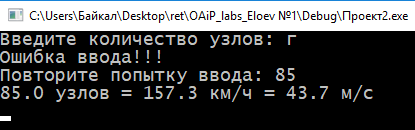 C:\Users\Байкал\Desktop\ret\OAiP_labs_Eloev №1\Debug\Проект2.exe
Введите количество узлов: г
Ошибка ввода!!!
Повторите попытку ввода: 85
85.0 узлов = 157.3 км/ч = 43.7 м/с